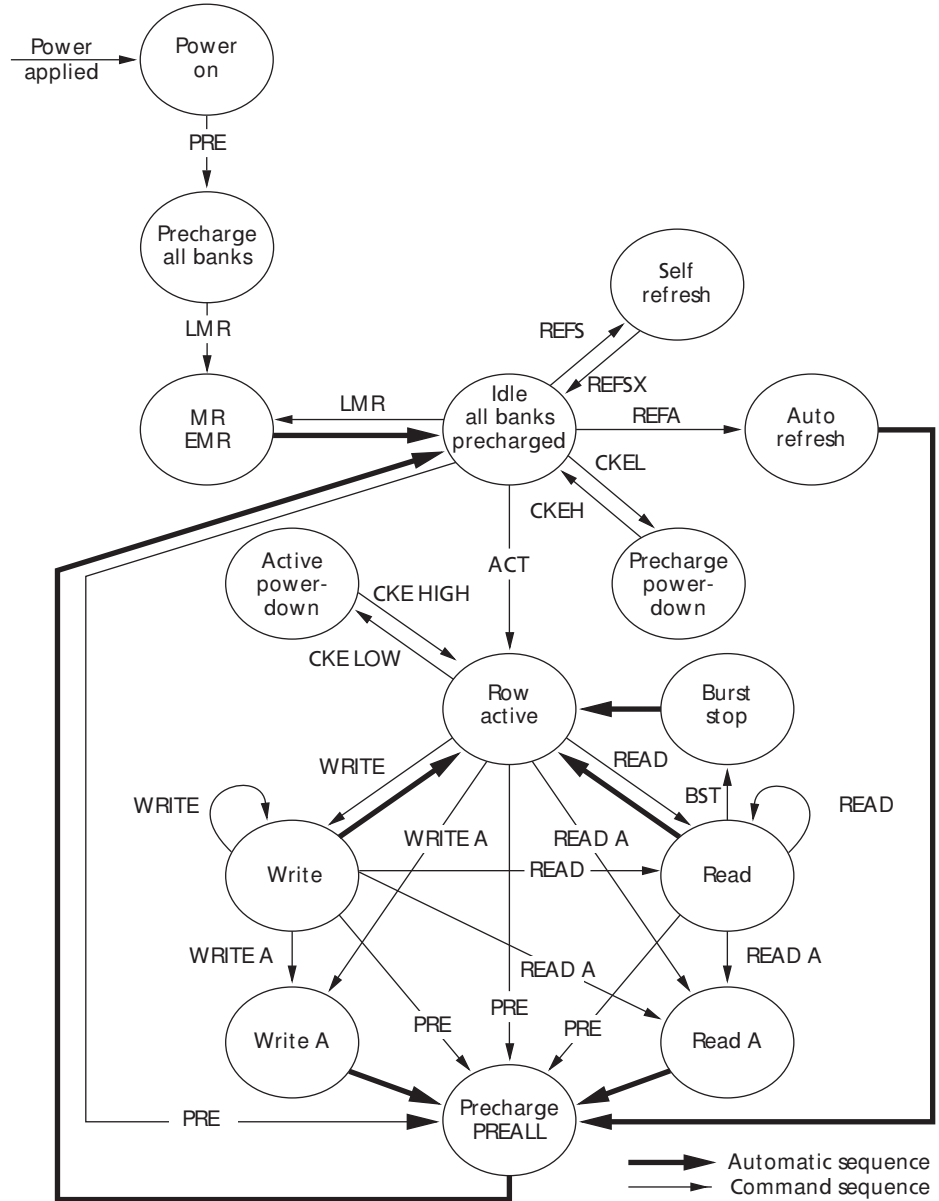 Power
applied
Power
on
PRE
Precharge
all banks
LMR
MR
EMR
LMR
Idle
all banks
precharged
REFS
REFSX
Self
refresh
REFA
Auto
refresh
CKEL
CKEH
Precharge
power-
down
ACT
Active
power-
down
CKE HIGH
CKE LOW
Row
active
Burst
stop
WRITE
READ
BST
WRITE
READ
WRITE A
READ A
Write
READ
Read
WRITE A
READ A
READ A
Write A
PRE
PRE
PRE
Read A
PRE
Precharge
PREALL
Automatic sequence
Command sequence